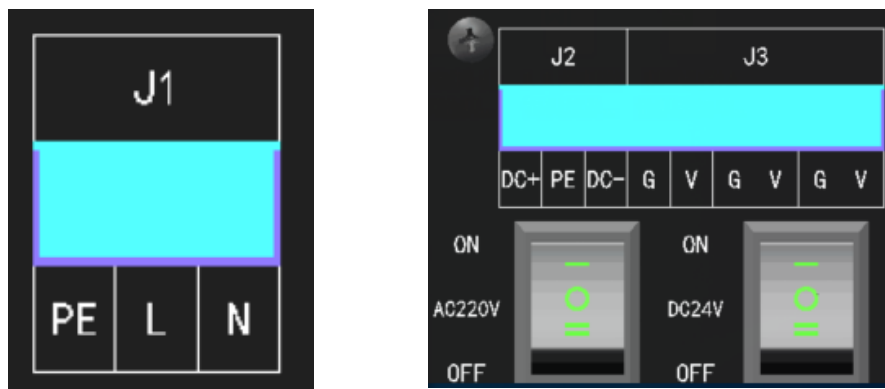 J1
PE L N
J2 J3
DC+ PE DC- G V G V G V
ON ON
AC220V DC24V
OFF OFF